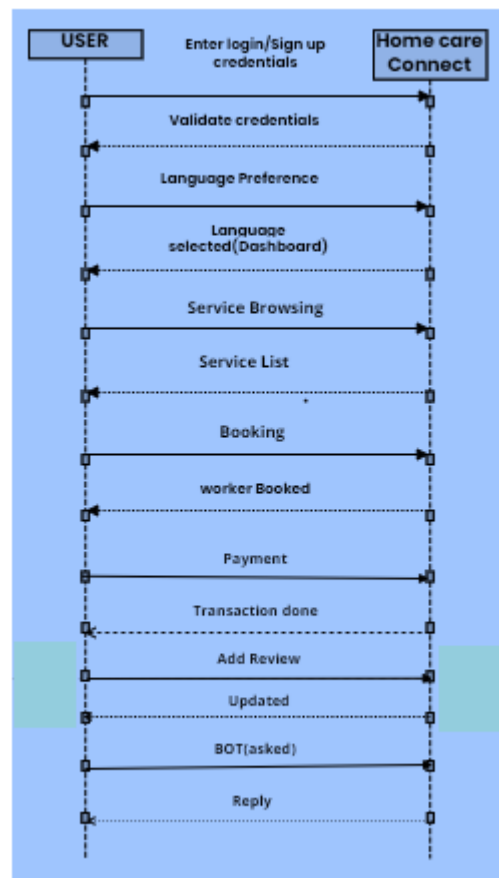 USER
Enter login/Sign up
credentials
Home care
Connect
Validate credentials
Language Preference
Language
selected(Dashboard)
Service Browsing
Service List
Booking
worker Booked
Payment
Transaction done
Add Review
Updated
BOT(asked)
Reply